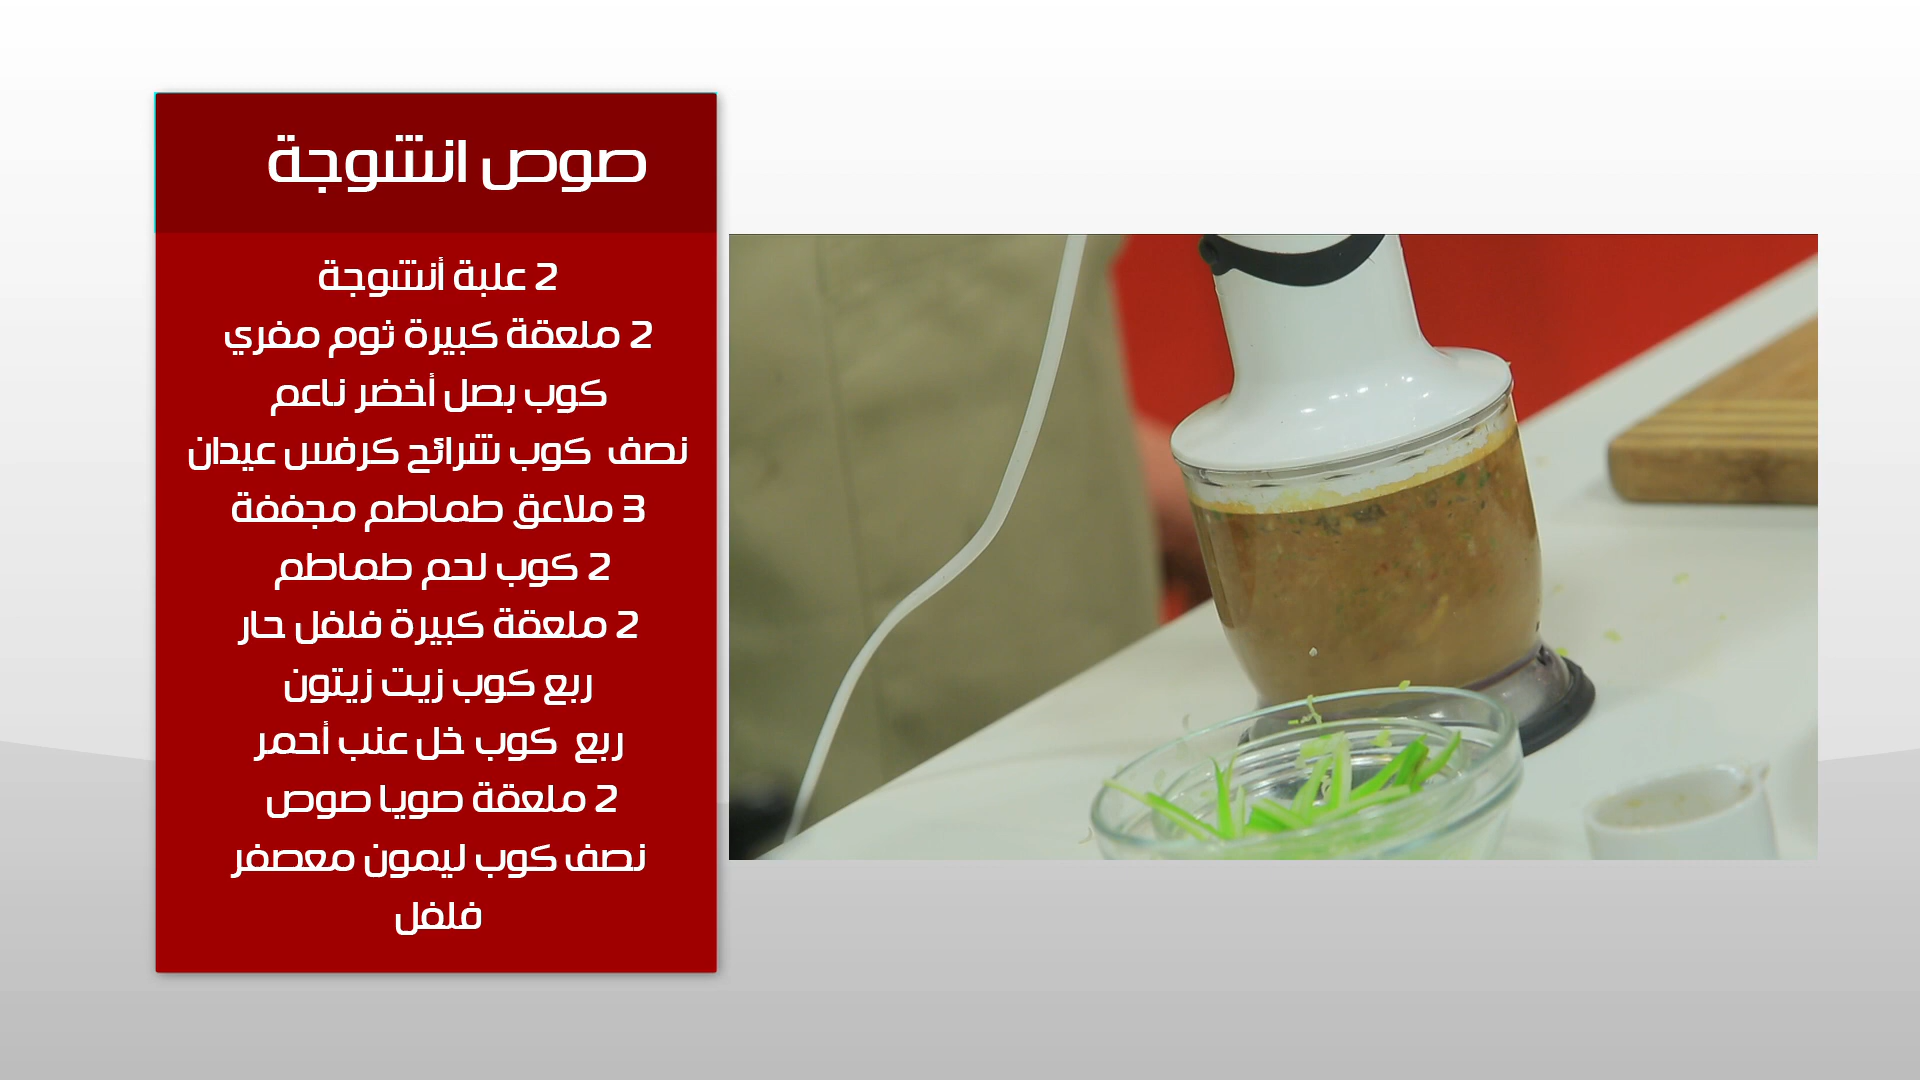 صوص انشوجة
2 علبة أنشوجة
2 ملعقة كبيرة ثوم مفري
كوب بصل أخضر ناعم
نصف كوب شرائح كرفس عيدان
3 ملاعق طماطم مجففة
2 كوب لحم طماطم
2 ملعقة كبيرة فلفل حار
ربع كوب زيت زيتون
ربع كوب خل عنب أحمر
2 ملعقة صويا صوص
نصف كوب ليمون معصفر
فلفل